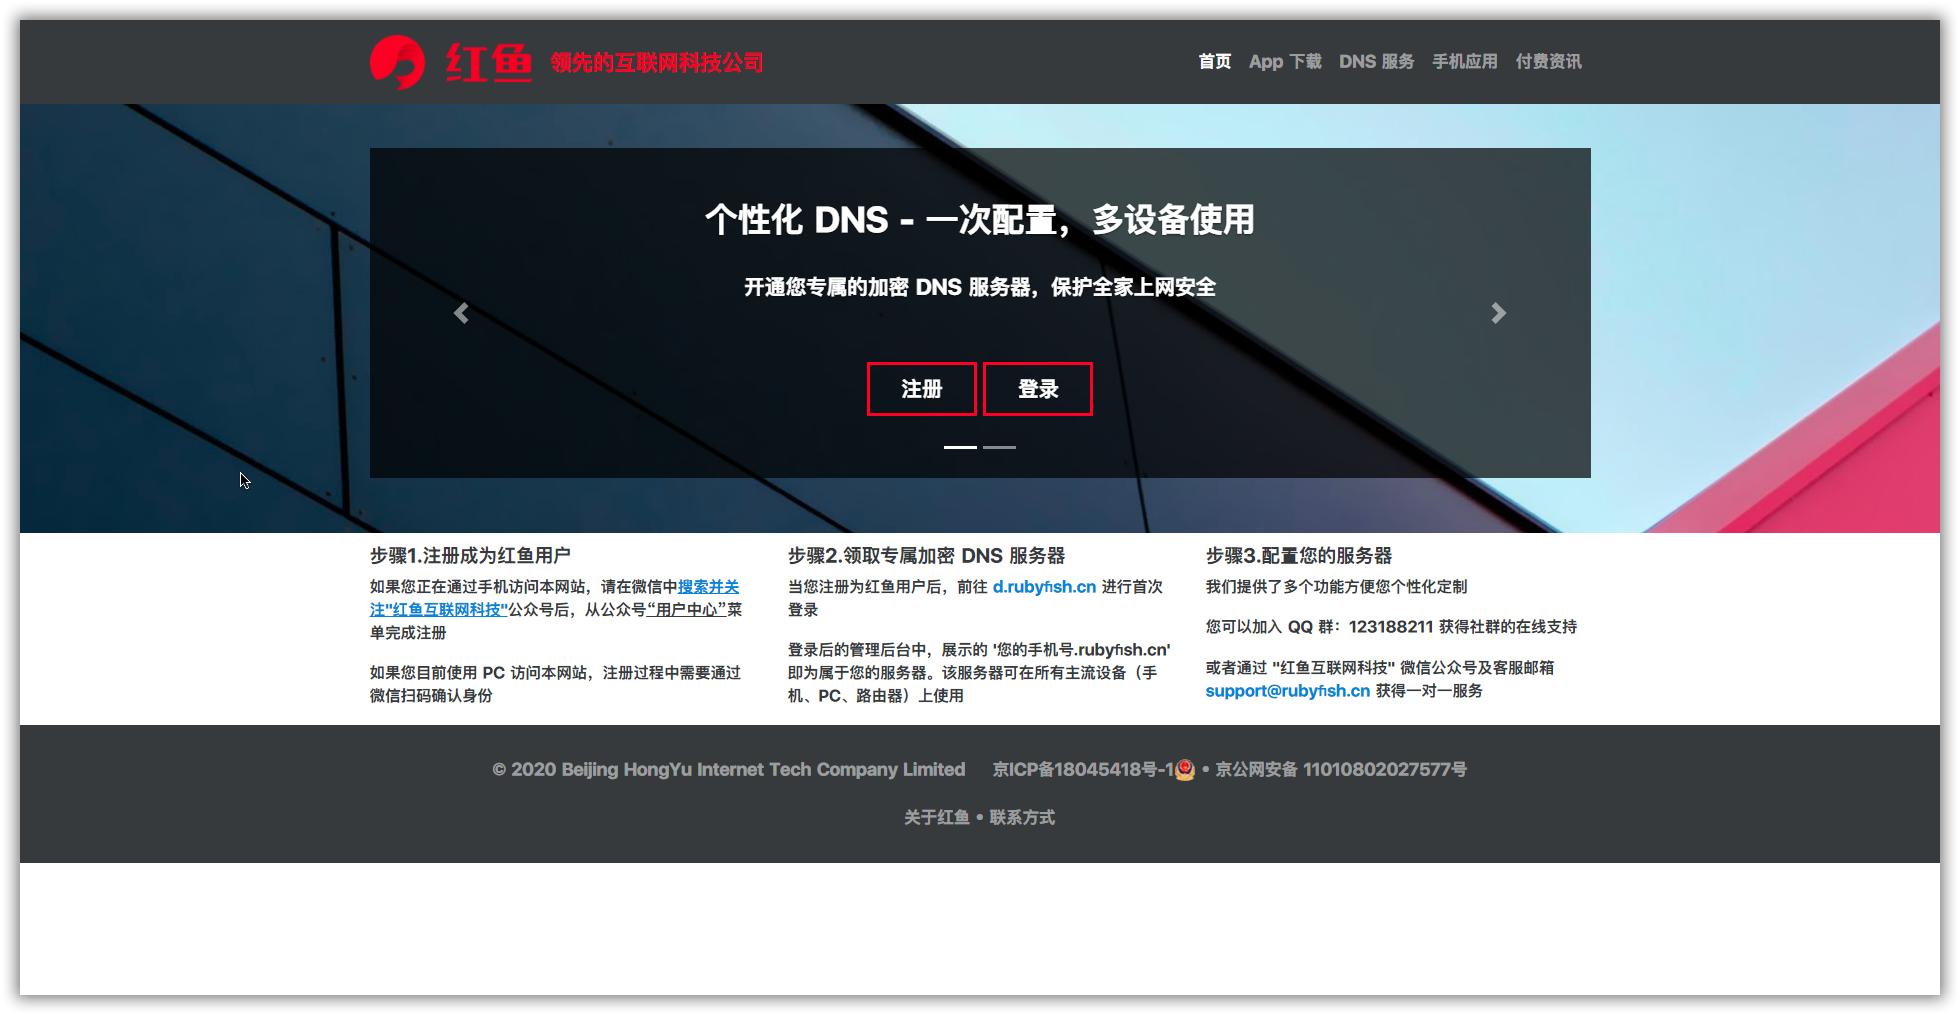 红鱼 领先的互联网科技公司
首页 App 下载 DNS 服务 手机应用 付费资讯
个性化 DNS - 一次配置，多设备使用
开通您专属的加密 DNS 服务器，保护全家上网安全
注册 登录
步骤1.注册成为红鱼用户
如果您正在通过手机访问本网站，请在微信中搜索并关
注"红鱼互联网科技"公众号后，从公众号“用户中心”菜
单完成注册
如果您目前使用 PC 访问本网站，注册过程中需要通过
微信扫码确认身份
步骤2.领取专属加密 DNS 服务器
当您注册为红鱼用户后，前往 d.rubyfish.cn 进行首次
登录
登录后的管理后台中，展示的 '您的手机号.rubyfish.cn'
即为属于您的服务器。该服务器可在所有主流设备（手
机、PC、路由器）上使用
步骤3.配置您的服务器
我们提供了多个功能方便您个性化定制
您可以加入 QQ 群：123188211 获得社群的在线支持
或者通过 "红鱼互联网科技" 微信公众号及客服邮箱
support@rubyfish.cn 获得一对一服务
© 2020 Beijing HongYu Internet Tech Company Limited 京ICP备18045418号-1 • 京公网安备 11010802027577号
关于红鱼 • 联系方式